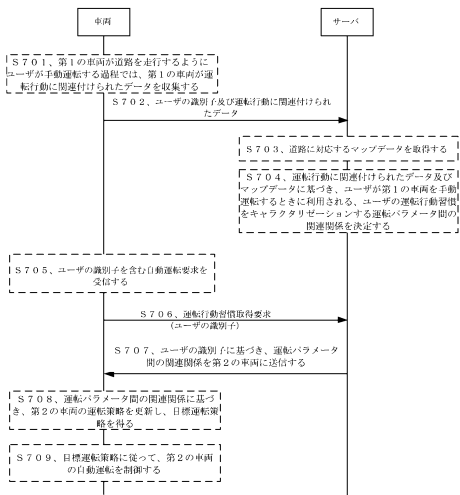 車両
サーバ
S701、第1の車両が道路を走行するように
ユーザが手動運転する過程では、第1の車両が運
転行動に関連付けられたデータを収集する
S702、ユーザの識別子及び運転行動に関連付けられ
たデータ
S703、道路に対応するマップデータを取得する
S704、運転行動に関連付けられたデータ及び
マップデータに基づき、ユーザが第1の車両を手動
運転するときに利用される、ユーザの運転行動習慣
をキャラクタリゼーションする運転パラメータ間の
関連関係を決定する
S705、ユーザの識別子を含む自動運転要求を
受信する
S706、運転行動習慣取得要求
(ユーザの識別子)
S707、ユーザの識別子に基づき、運転パラメータ
間の関連関係を第2の車両に送信する
S708、運転パラメータ間の関連関係に基づ
き、第2の車両の運転策略を更新し、目標運転策
略を得る
S709、目標運転策略に従って、第2の車両
の自動運転を制御する